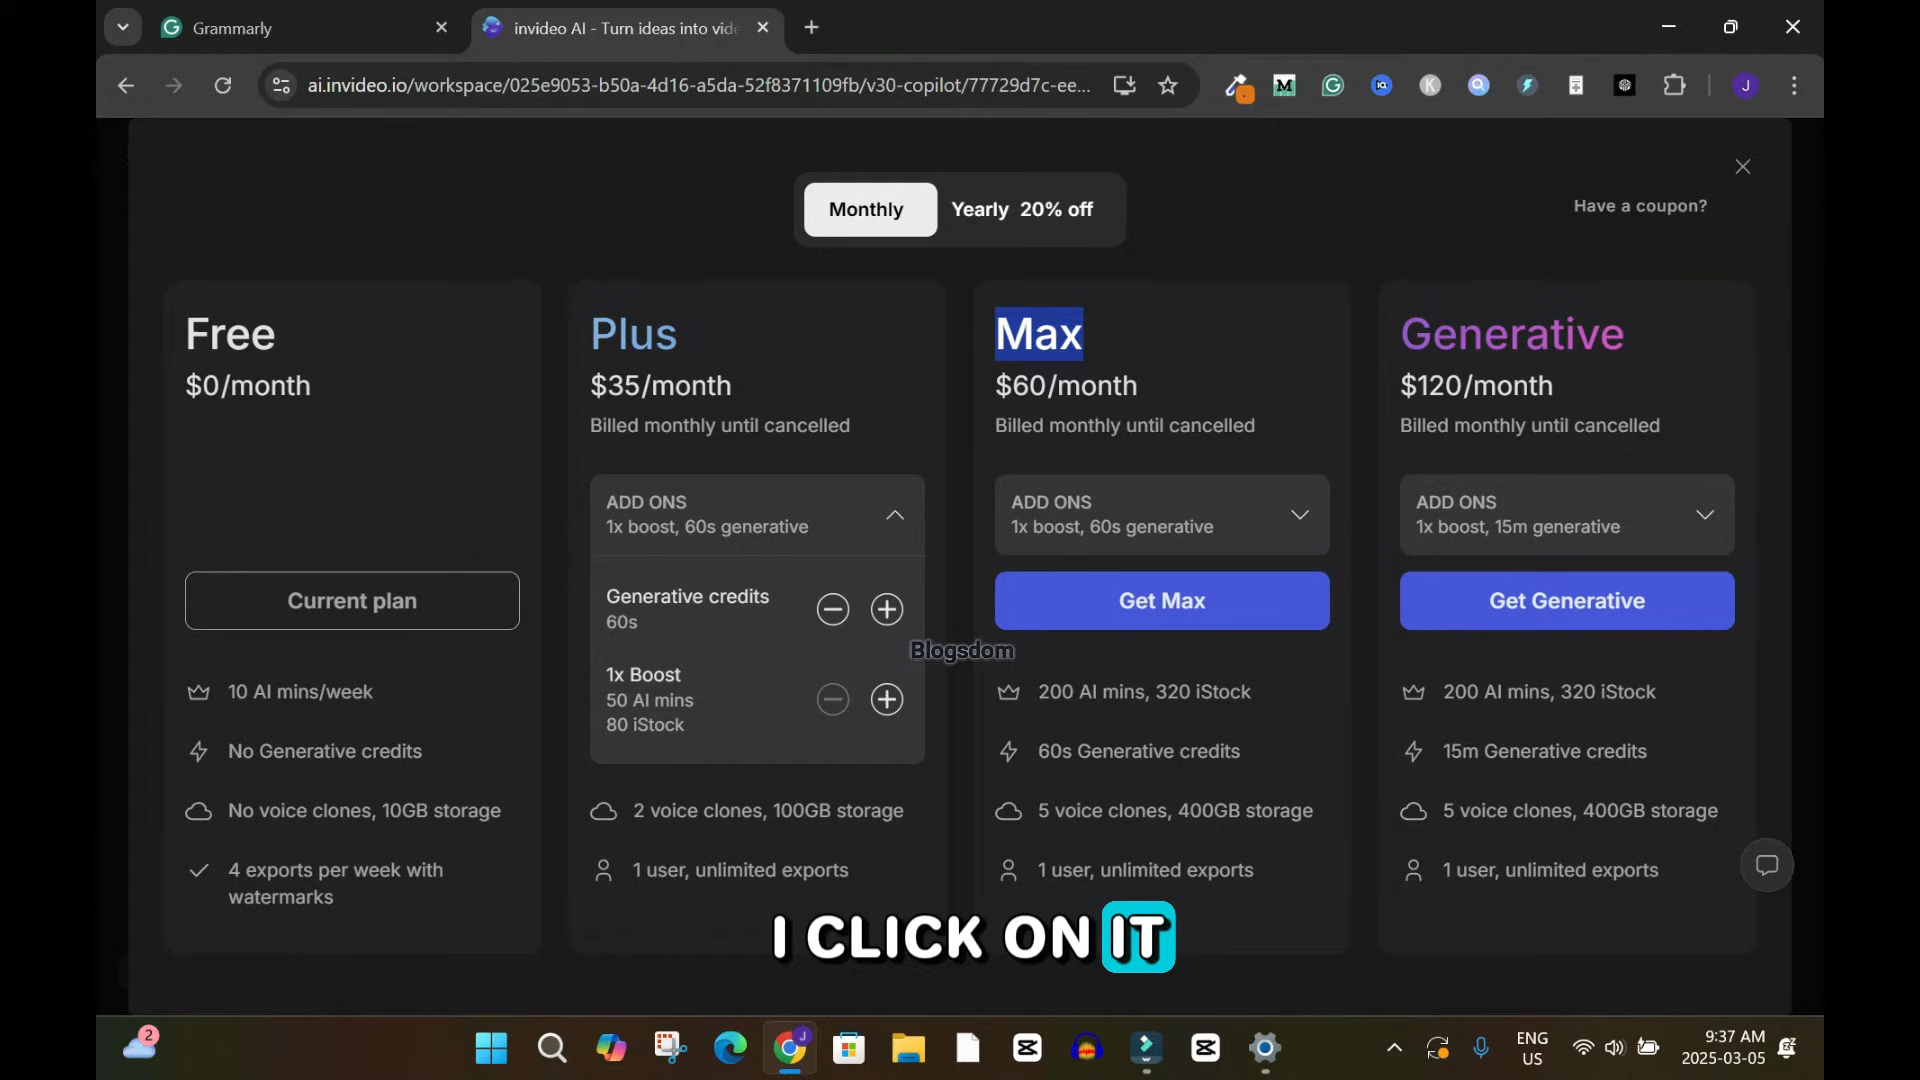 Grammarly
invideo AI - Turn ideas into vide
ai.invideo.io/workspace/025e9053-b50a-4d16-a5da-52f8371109fb/v30-copilot/77729d7c-ee...
J
Monthly
Yearly 20% off
Have a coupon?
Free
$0/month
Current plan
10 AI mins/week
No Generative credits
No voice clones, 10GB storage
4 exports per week with
watermarks
Plus
$35/month
Billed monthly until cancelled
ADD ONS
1x boost, 60s generative
Generative credits
60s
1x Boost
50 AI mins
80 iStock
2 voice clones, 100GB storage
1 user, unlimited exports
Max
$60/month
Billed monthly until cancelled
ADD ONS
1x boost, 60s generative
Get Max
200 AI mins, 320 iStock
60s Generative credits
5 voice clones, 400GB storage
1 user, unlimited exports
Generative
$120/month
Billed monthly until cancelled
ADD ONS
1x boost, 15m generative
Get Generative
200 AI mins, 320 iStock
15m Generative credits
5 voice clones, 400GB storage
1 user, unlimited exports
Blogsdom
I CLICK ON IT
2
ENG
US
9:37 AM
2025-03-05